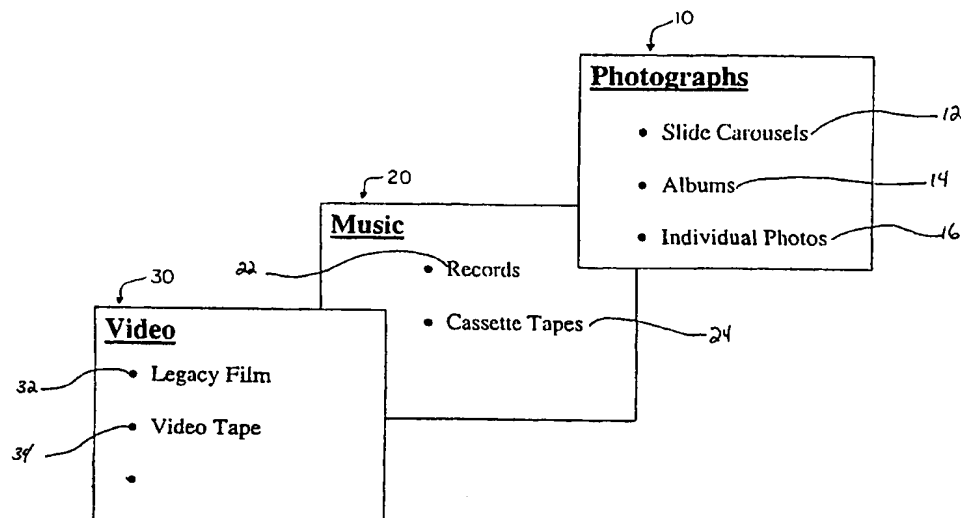 10
Photographs
• Slide Carousels 12
• Albums 14
• Individual Photos 16
20
Music
22 • Records
• Cassette Tapes 24
30
Video
32 • Legacy Film
34 • Video Tape
•